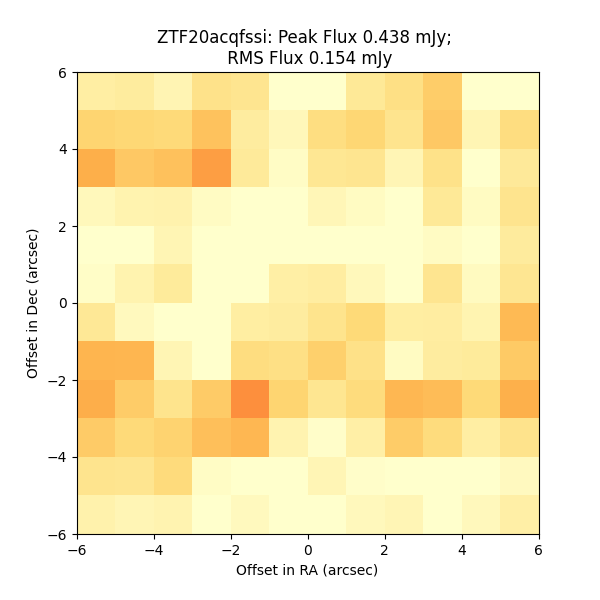 ZTF20acqfssi: Peak Flux 0.438 mJy;
RMS Flux 0.154 mJy
6
4
2
0
−2
−4
−6
Offset in Dec (arcsec)
−6 −4 −2 0 2 4 6
Offset in RA (arcsec)